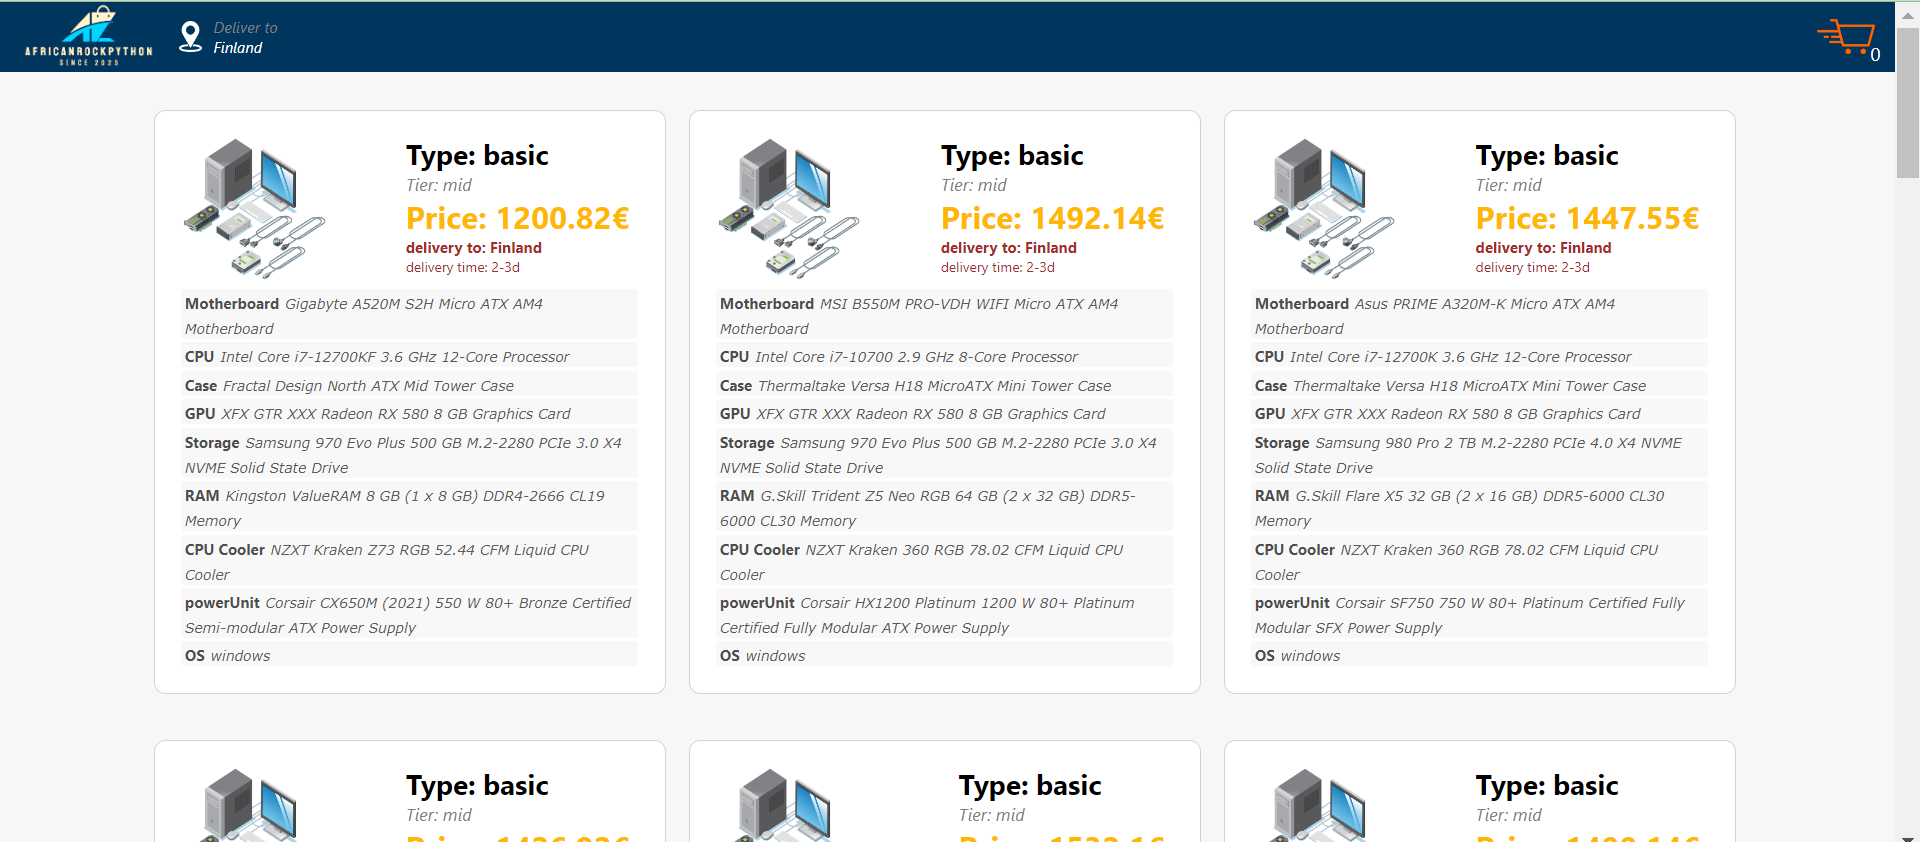 AFRICANROCKPYTHON
SINCE 2023
Deliver to
Finland
0
Type: basic
Tier: mid
Price: 1200.82€
delivery to: Finland
delivery time: 2-3d
Motherboard Gigabyte A520M S2H Micro ATX AM4
Motherboard
CPU Intel Core i7-12700KF 3.6 GHz 12-Core Processor
Case Fractal Design North ATX Mid Tower Case
GPU XFX GTR XXX Radeon RX 580 8 GB Graphics Card
Storage Samsung 970 Evo Plus 500 GB M.2-2280 PCIe 3.0 X4
NVME Solid State Drive
RAM Kingston ValueRAM 8 GB (1 x 8 GB) DDR4-2666 CL19
Memory
CPU Cooler NZXT Kraken Z73 RGB 52.44 CFM Liquid CPU
Cooler
powerUnit Corsair CX650M (2021) 550 W 80+ Bronze Certified
Semi-modular ATX Power Supply
OS windows
Type: basic
Tier: mid
Price: 1492.14€
delivery to: Finland
delivery time: 2-3d
Motherboard MSI B550M PRO-VDH WIFI Micro ATX AM4
Motherboard
CPU Intel Core i7-10700 2.9 GHz 8-Core Processor
Case Thermaltake Versa H18 MicroATX Mini Tower Case
GPU XFX GTR XXX Radeon RX 580 8 GB Graphics Card
Storage Samsung 970 Evo Plus 500 GB M.2-2280 PCIe 3.0 X4
NVME Solid State Drive
RAM G.Skill Trident Z5 Neo RGB 64 GB (2 x 32 GB) DDR5-
6000 CL30 Memory
CPU Cooler NZXT Kraken 360 RGB 78.02 CFM Liquid CPU
Cooler
powerUnit Corsair HX1200 Platinum 1200 W 80+ Platinum
Certified Fully Modular ATX Power Supply
OS windows
Type: basic
Tier: mid
Price: 1447.55€
delivery to: Finland
delivery time: 2-3d
Motherboard Asus PRIME A320M-K Micro ATX AM4
Motherboard
CPU Intel Core i7-12700K 3.6 GHz 12-Core Processor
Case Thermaltake Versa H18 MicroATX Mini Tower Case
GPU XFX GTR XXX Radeon RX 580 8 GB Graphics Card
Storage Samsung 980 Pro 2 TB M.2-2280 PCIe 4.0 X4 NVME
Solid State Drive
RAM G.Skill Flare X5 32 GB (2 x 16 GB) DDR5-6000 CL30
Memory
CPU Cooler NZXT Kraken 360 RGB 78.02 CFM Liquid CPU
Cooler
powerUnit Corsair SF750 750 W 80+ Platinum Certified Fully
Modular SFX Power Supply
OS windows
Type: basic
Tier: mid
Type: basic
Tier: mid
Type: basic
Tier: mid